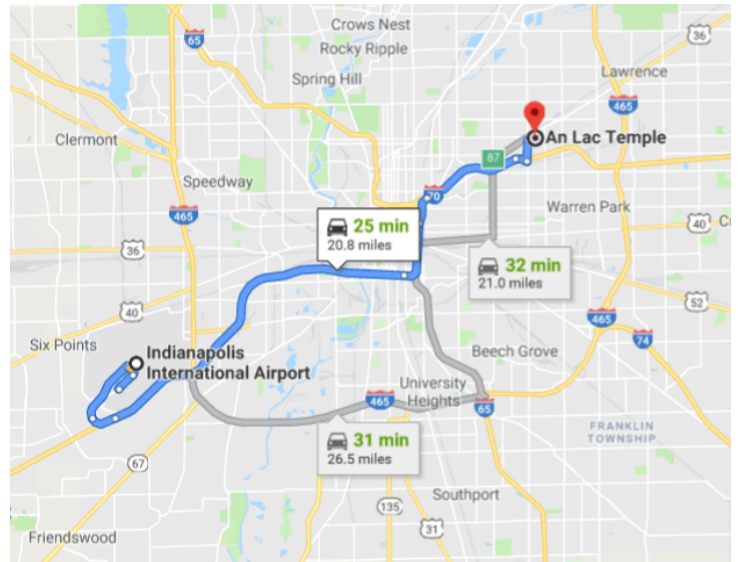 Crows Nest
65
Rocky Ripple
36
Spring Hill
Lawrence
465
An Lac Temple
Clermont
87
Speedway
70
Warren Park
465
25 min
20.8 miles
36
32 min
21.0 miles
40
52
465
Six Points
74
Indianapolis
International Airport
Beech Grove
University
Heights
465
65
FRANKLIN
TOWNSHIP
31 min
26.5 miles
67
Southport
135
31
Friendswood